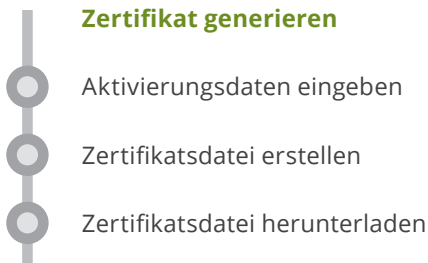 Zertifikat generieren
Aktivierungsdaten eingeben
Zertifikatsdatei erstellen
Zertifikatsdatei herunterladen